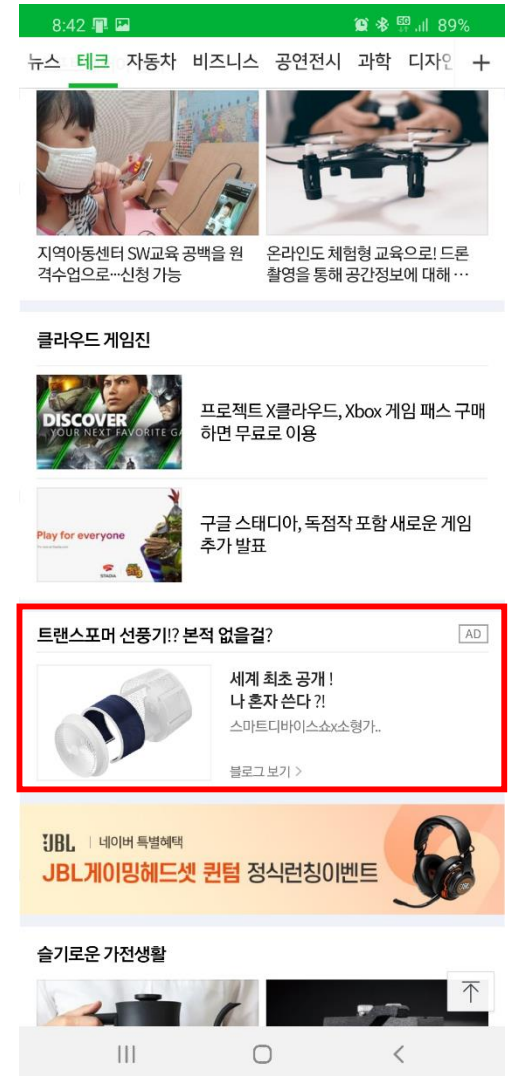 8:42
89%
뉴스 테크 자동차 비즈니스 공연전시 과학 디자인
지역아동센터 SW교육 공백을 원
격수업으로…신청 가능
온라인도 체험형 교육으로! 드론
촬영을 통해 공간정보에 대해…
클라우드 게임진
DISCOVER
YOUR NEXT FAVORITE GA
프로젝트 X클라우드, Xbox 게임 패스 구매
하면 무료로 이용
Play for everyone
STADIA
구글 스태디아, 독점작 포함 새로운 게임
추가 발표
트랜스포머 선풍기!? 본적 없을걸?
AD
세계 최초 공개 !
나 혼자 쓴다 ?!
스마트디바이스쇼x소형가..
블로그 보기 >
JBL 네이버 특별혜택
JBL게이밍헤드셋 퀀텀 정식런칭이벤트
슬기로운 가전생활